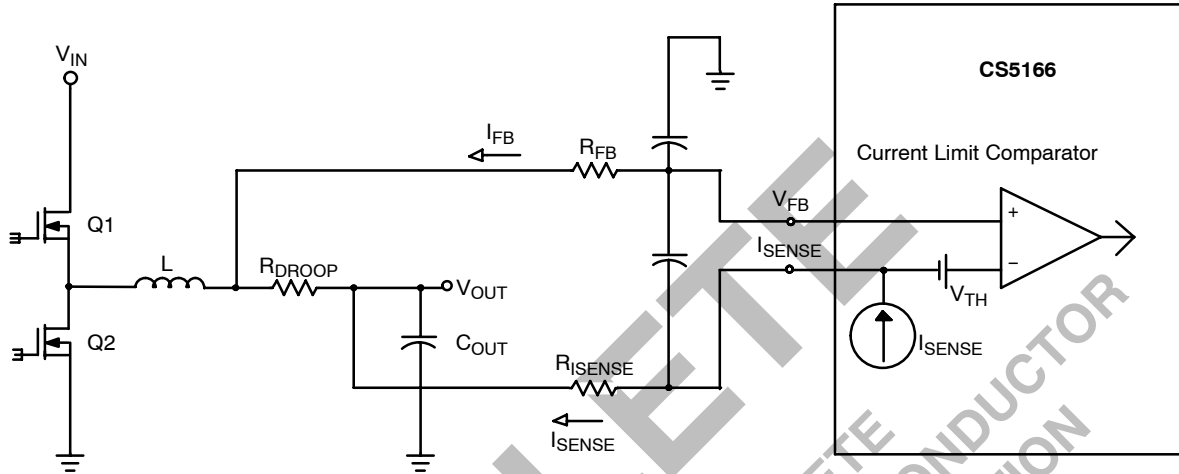 V_IN
CS5166
I_FB
R_FB
Current Limit Comparator
V_FB
+
Q1
I_SENSE
L
R_DROOP
−
V_OUT
V_TH
Q2
C_OUT
I_SENSE
R_ISENSE
I_SENSE